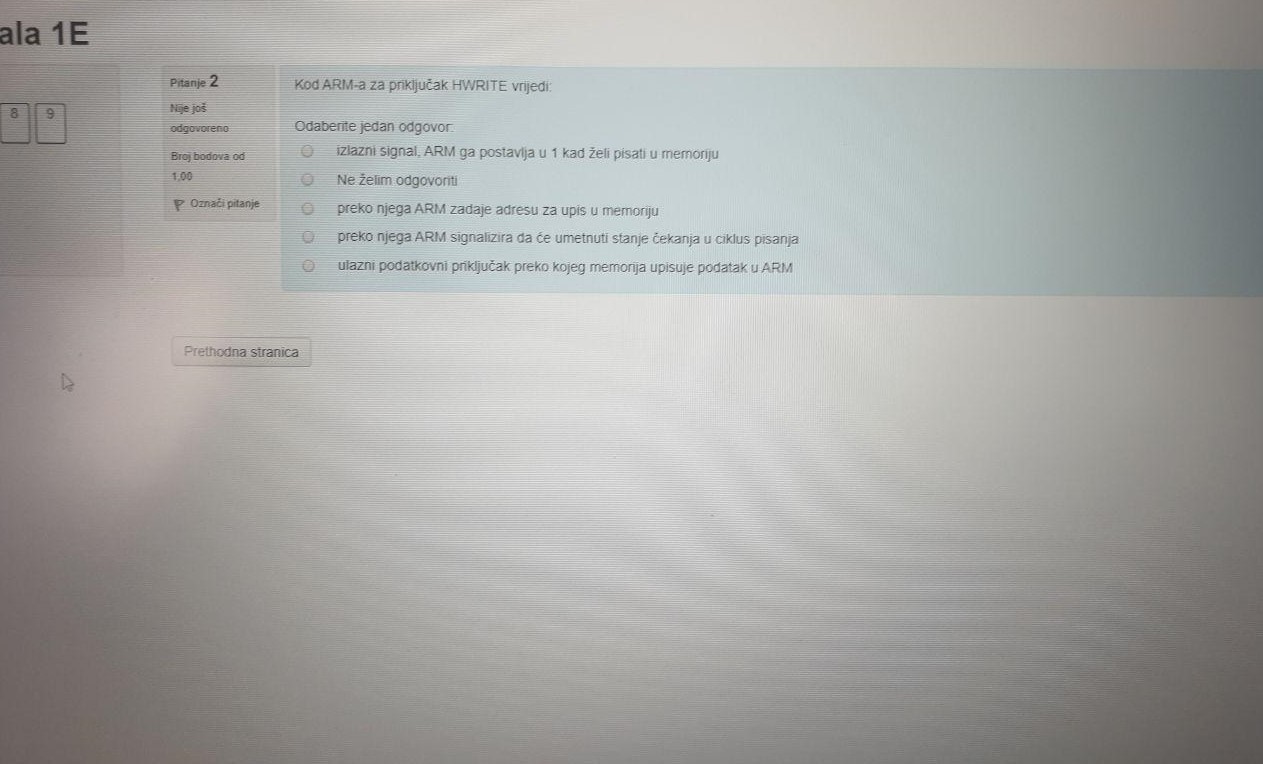 ala 1E
8
9
Pitanje 2
Nije još
odgovoreno
Broj bodova od
1,00
Označi pitanje
Kod ARM-a za priključak HWRITE vrijedi:
Odaberite jedan odgovor:
izlazni signal, ARM ga postavlja u 1 kad želi pisati u memoriju
Ne želim odgovoriti
preko njega ARM zadaje adresu za upis u memoriju
preko njega ARM signalizira da će umetnuti stanje čekanja u ciklus pisanja
ulazni podatkovni priključak preko kojeg memorija upisuje podatak u ARM
Prethodna stranica